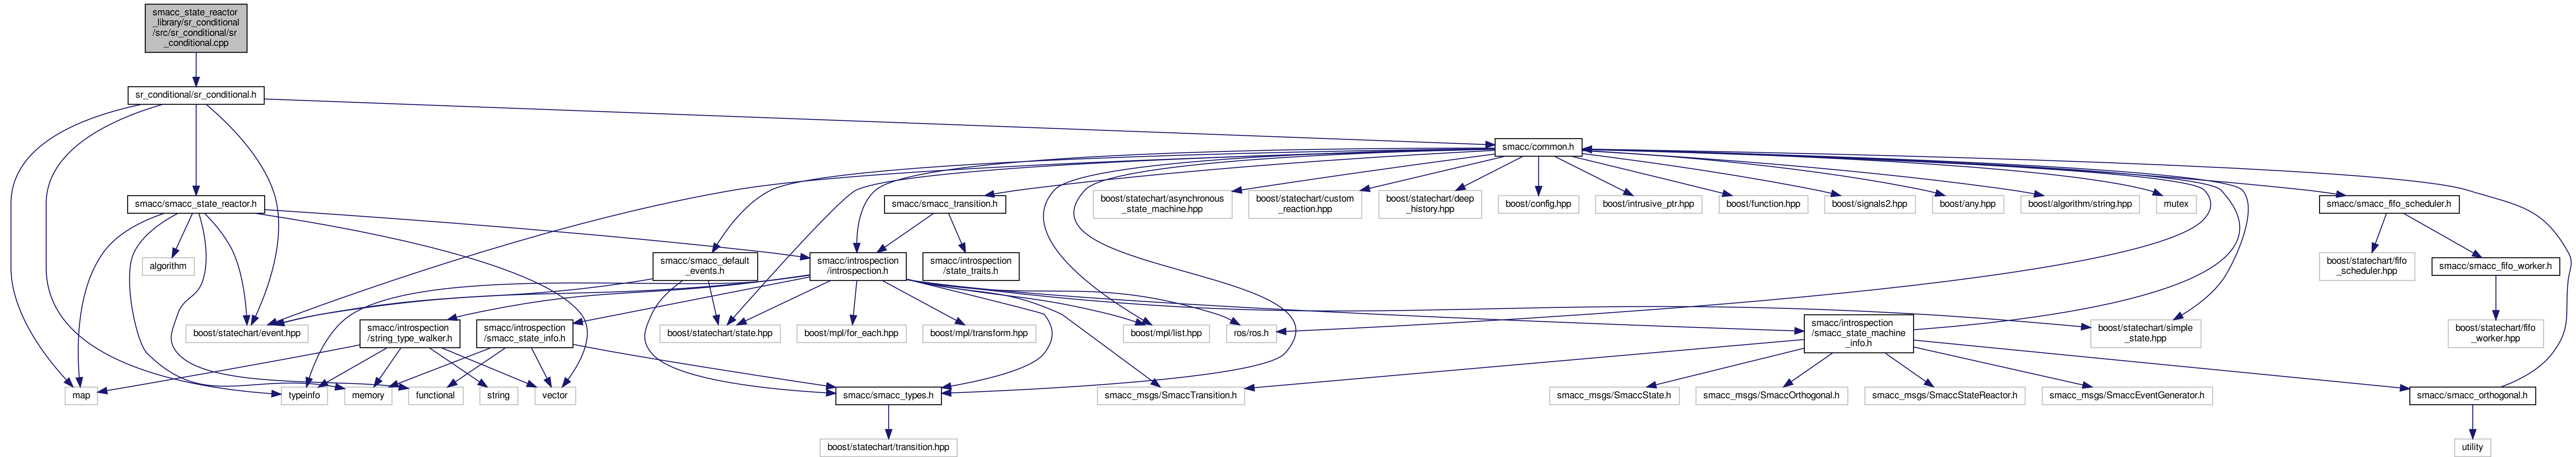 smacc_state_reactor
_library/sr_conditional
/src/sr_conditional/sr
_conditional.cpp
sr_conditional/sr_conditional.h
smacc/common.h
smacc/smacc_state_reactor.h
smacc/smacc_transition.h
boost/statechart/asynchronous
_state_machine.hpp
boost/statechart/custom
_reaction.hpp
boost/statechart/deep
_history.hpp
boost/config.hpp
boost/intrusive_ptr.hpp
boost/function.hpp
boost/signals2.hpp
boost/any.hpp
boost/algorithm/string.hpp
mutex
smacc/smacc_fifo_scheduler.h
algorithm
smacc/smacc_default
_events.h
smacc/introspection
/introspection.h
smacc/introspection
/state_traits.h
boost/statechart/fifo
_scheduler.hpp
smacc/smacc_fifo_worker.h
boost/statechart/event.hpp
smacc/introspection
/string_type_walker.h
smacc/introspection
/smacc_state_info.h
boost/statechart/state.hpp
boost/mpl/for_each.hpp
boost/mpl/transform.hpp
boost/mpl/list.hpp
ros/ros.h
smacc/introspection
/smacc_state_machine
_info.h
boost/statechart/simple
_state.hpp
boost/statechart/fifo
_worker.hpp
map
typeinfo
memory
functional
string
vector
smacc/smacc_types.h
smacc_msgs/SmaccTransition.h
smacc_msgs/SmaccState.h
smacc_msgs/SmaccOrthogonal.h
smacc_msgs/SmaccStateReactor.h
smacc_msgs/SmaccEventGenerator.h
smacc/smacc_orthogonal.h
boost/statechart/transition.hpp
utility